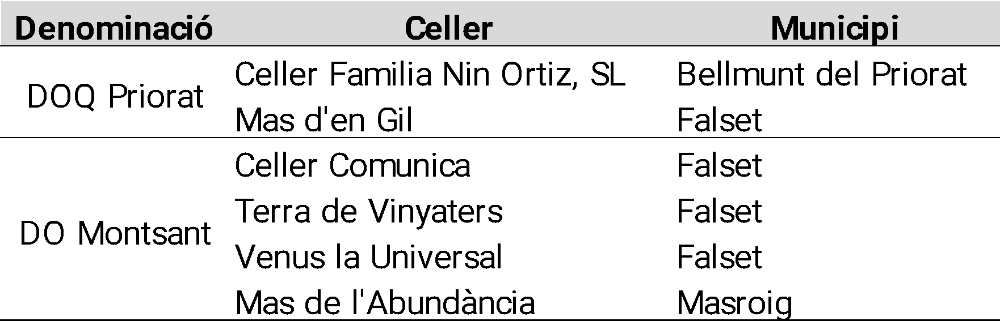 Denominació Celler Municipi
DOQ Priorat
Celler Familia Nin Ortiz, SL Bellmunt del Priorat
Mas d'en Gil Falset
DO Montsant
Celler Comunica Falset
Terra de Vinyaters Falset
Venus la Universal Falset
Mas de l'Abundància Masroig